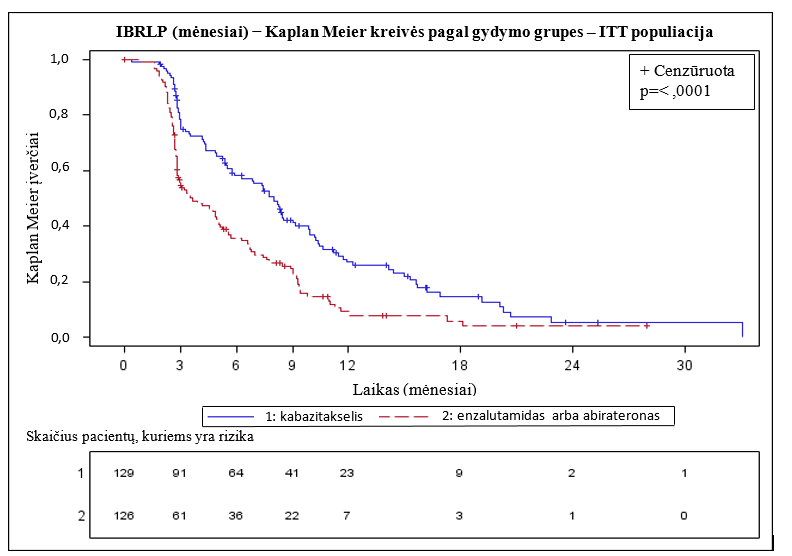 IBRLP (mėnesiai) − Kaplan Meier kreivės pagal gydymo grupes – ITT populiacija
+ Cenzūruota
p=< ,0001
Kaplan Meier įverčiai
1,0
0,8
0,6
0,4
0,2
0,0
0 3 6 9 12 18 24 30
Laikas (mėnesiai)
1: kabazitakselis 2: enzalutamidas arba abirateronas
Skaičius pacientų, kuriems yra rizika
1 129 91 64 41 23 9 2 1
2 126 61 36 22 7 3 1 0